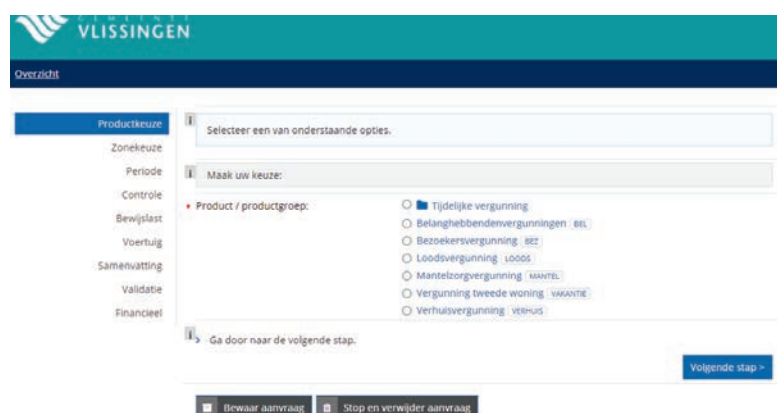 GEMEENTE
VLISSINGEN
Overzicht
Productkeuze
Zonekeuze
Periode
Controle
Bewijslast
Voertuig
Samenvatting
Validatie
Financieel
i Selecteer een van onderstaande opties.
i Maak uw keuze:
Product / productgroep:
Tijdelijke vergunning
Belanghebbendenvergunningen BEL
Bezoekersvergunning BEZ
Loodsvergunning LOODS
Mantelzorgvergunning MANTEL
Vergunning tweede woning VAKANTIE
Verhuisvergunning VERHUIS
i > Ga door naar de volgende stap.
Volgende stap >
Bewaar aanvraag
Stop en verwijder aanvraag